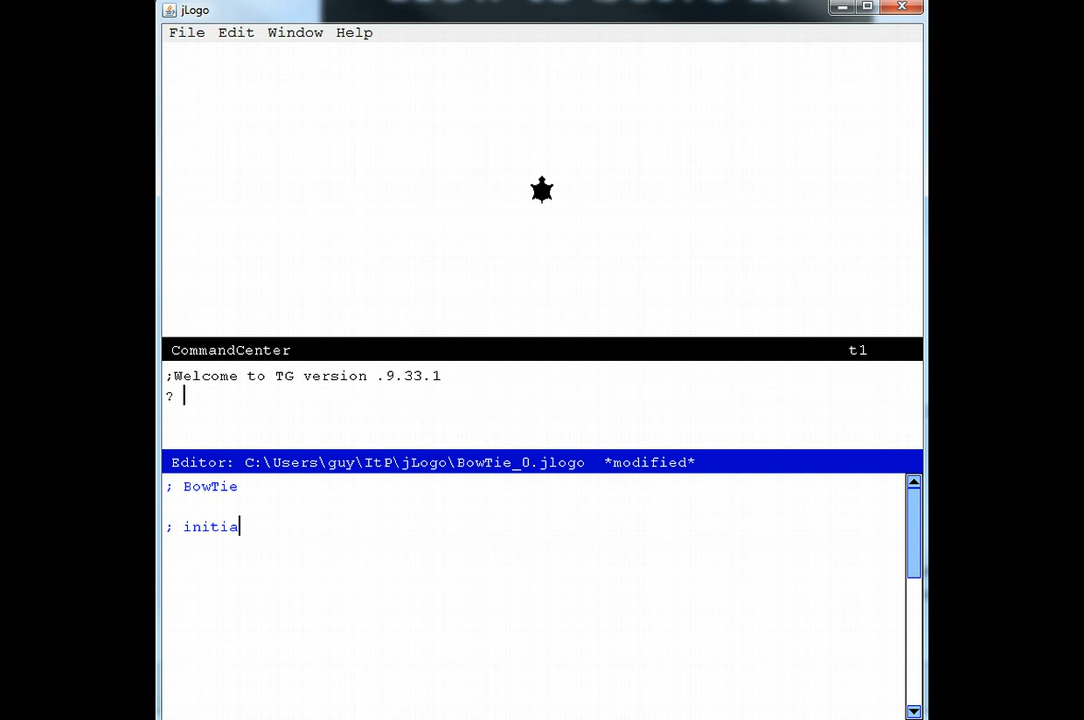 jLogo
File Edit Window Help
CommandCenter t1
;Welcome to TG version .9.33.1
?
Editor: C:\Users\guy\ItP\jLogo\BowTie_0.jlogo *modified*
; BowTie
; initia